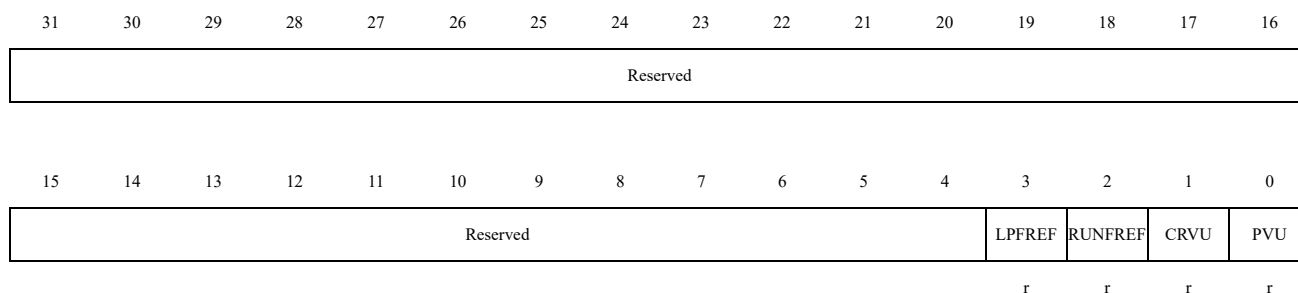 31 30 29 28 27 26 25 24 23 22 21 20 19 18 17 16
Reserved
15 14 13 12 11 10 9 8 7 6 5 4 3 2 1 0
Reserved LPFREF RUNFREF CRVU PVU
r r r r